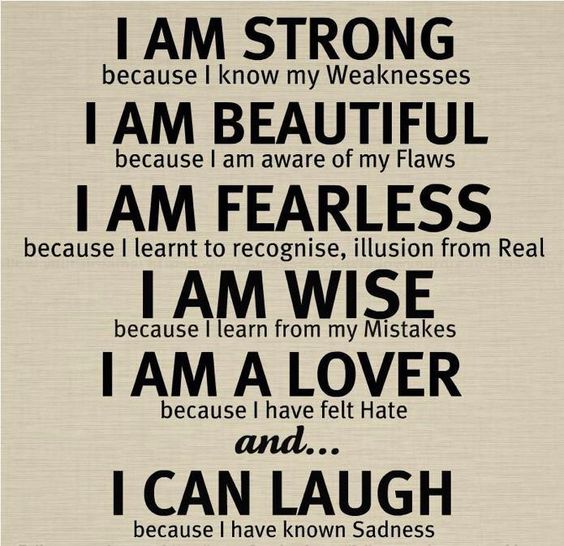 I AM STRONG
because I know my Weaknesses
I AM BEAUTIFUL
because I am aware of my Flaws
I AM FEARLESS
because I learnt to recognise, illusion from Real
I AM WISE
because I learn from my Mistakes
I AM A LOVER
because I have felt Hate
and...
I CAN LAUGH
because I have known Sadness